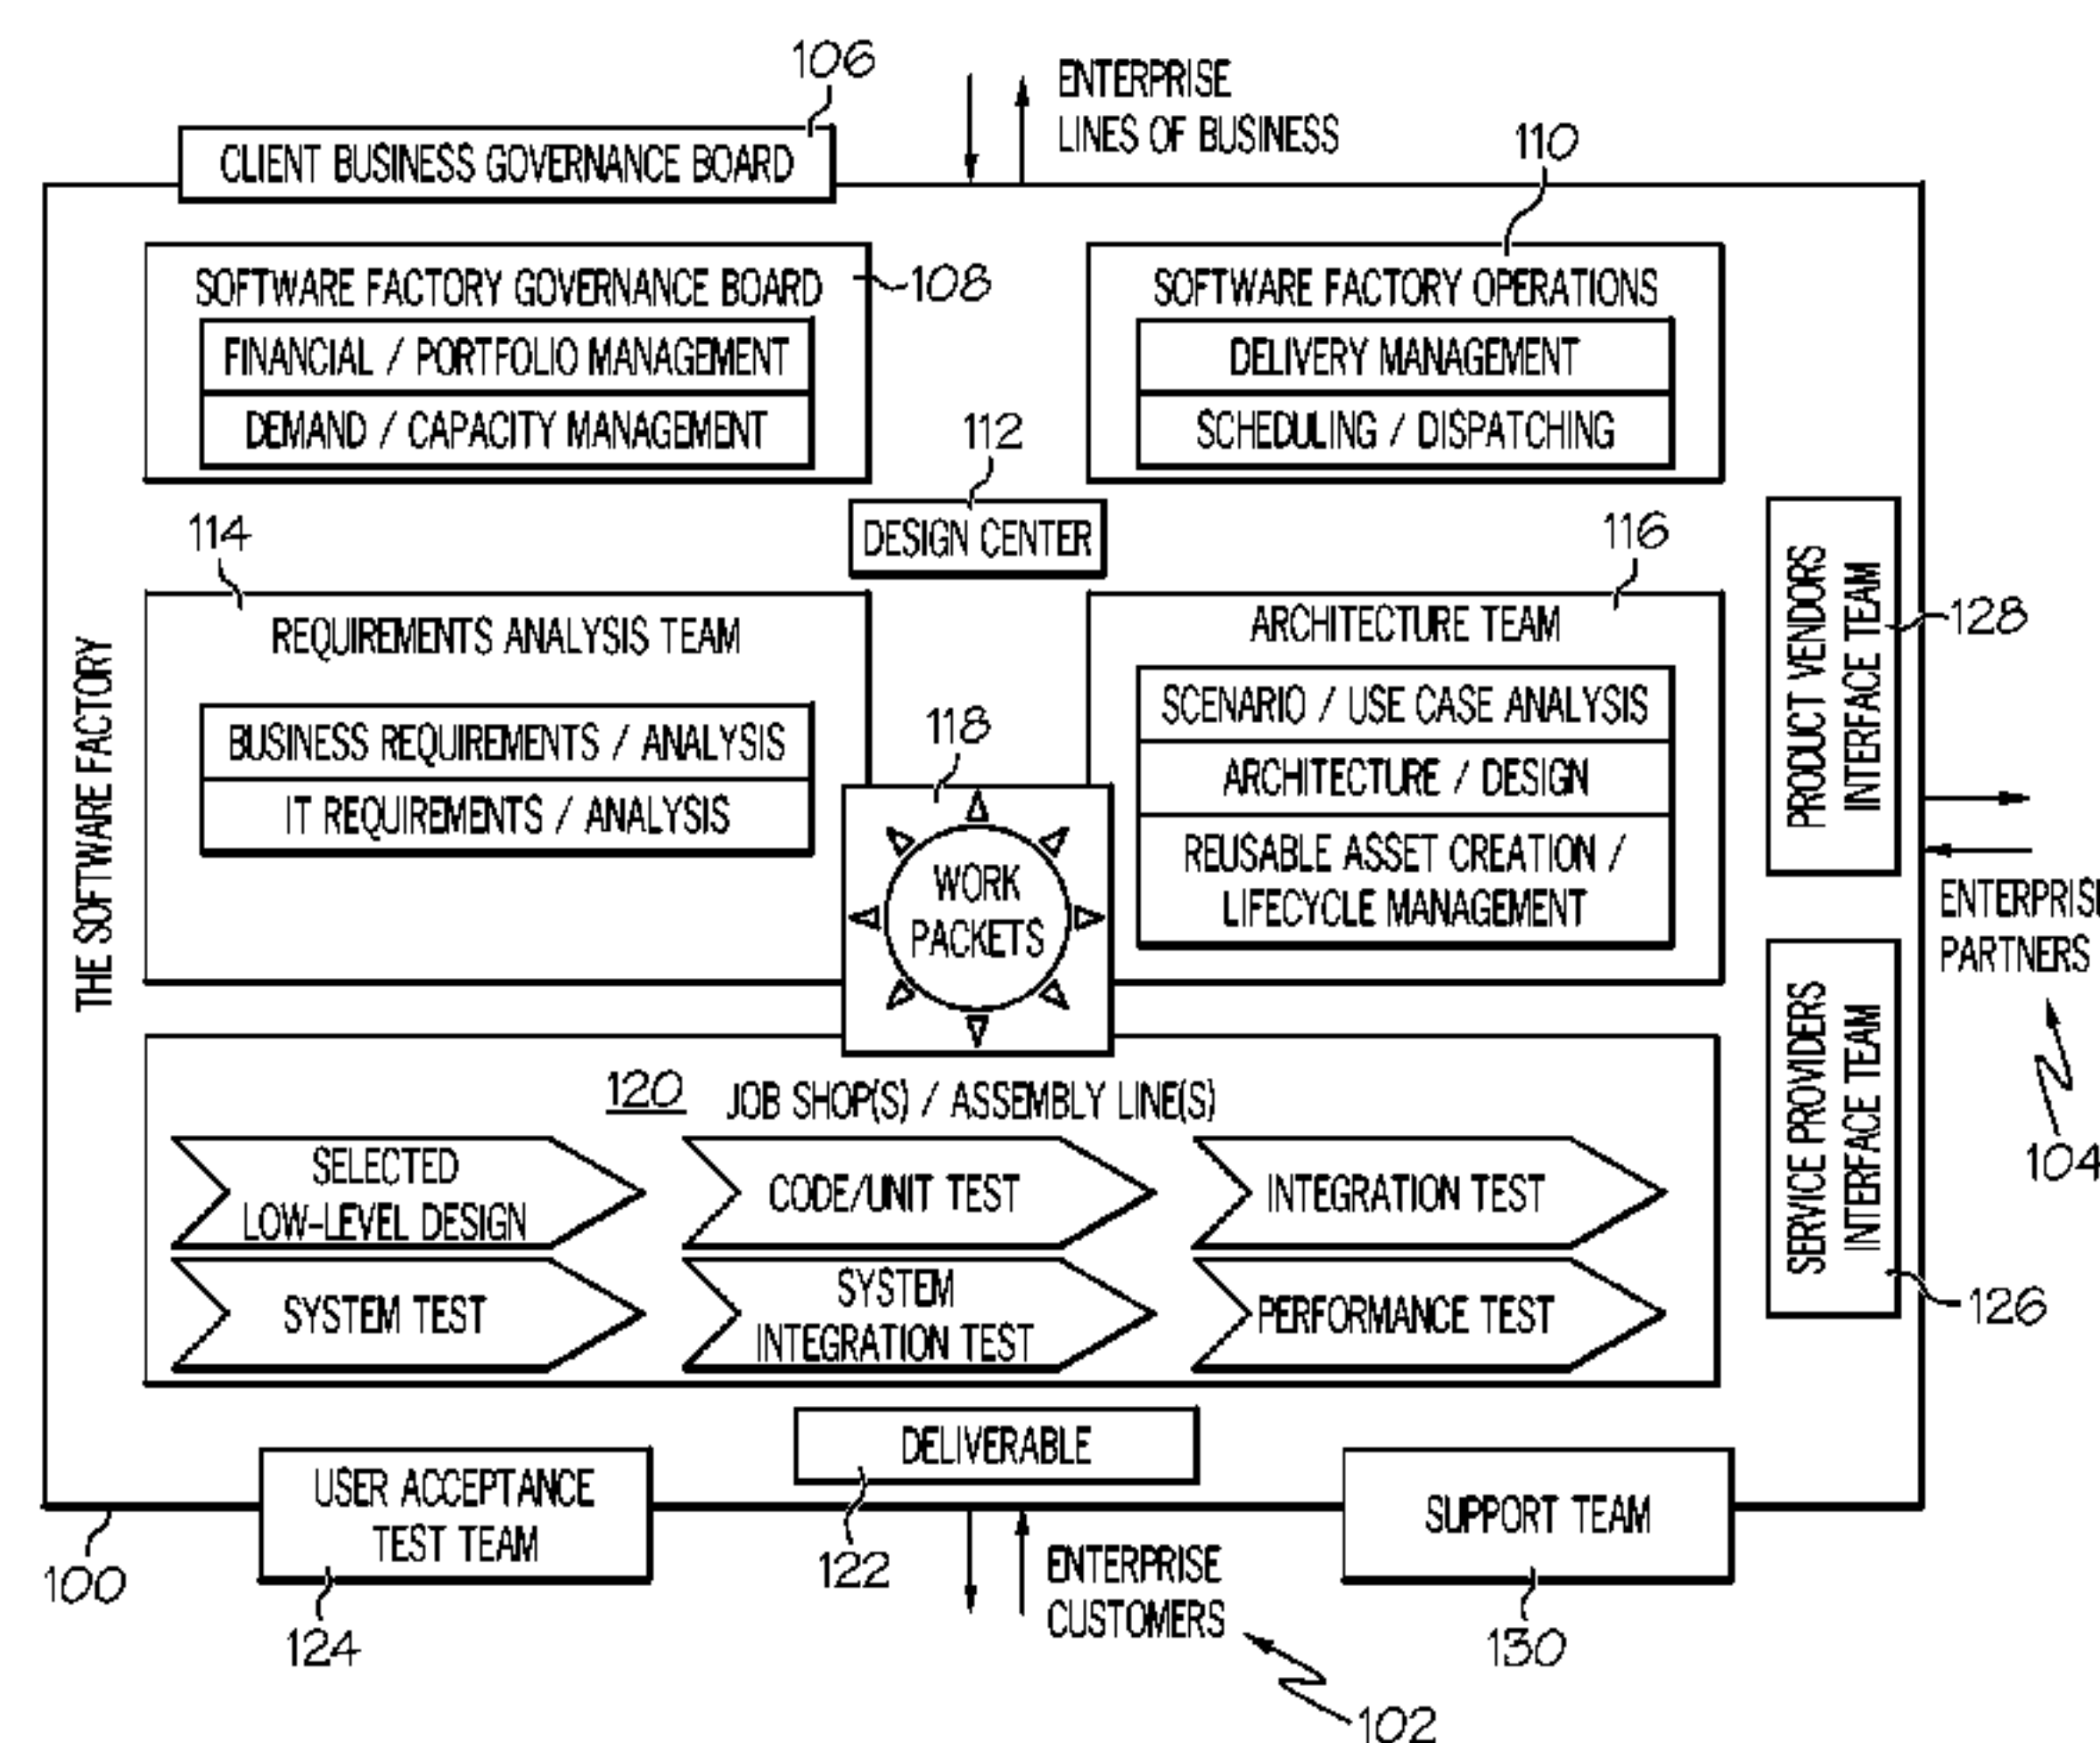 106
ENTERPRISE
LINES OF BUSINESS
CLIENT BUSINESS GOVERNANCE BOARD
110
SOFTWARE FACTORY GOVERNANCE BOARD
108
FINANCIAL / PORTFOLIO MANAGEMENT
DEMAND / CAPACITY MANAGEMENT
SOFTWARE FACTORY OPERATIONS
DELIVERY MANAGEMENT
SCHEDULING / DISPATCHING
112
DESIGN CENTER
114
REQUIREMENTS ANALYSIS TEAM
BUSINESS REQUIREMENTS / ANALYSIS
IT REQUIREMENTS / ANALYSIS
116
ARCHITECTURE TEAM
SCENARIO / USE CASE ANALYSIS
ARCHITECTURE / DESIGN
REUSABLE ASSET CREATION /
LIFECYCLE MANAGEMENT
118
WORK
PACKETS
THE SOFTWARE FACTORY
PRODUCT VENDORS
INTERFACE TEAM
128
ENTERPRISE
PARTNERS
104
SERVICE PROVIDERS
INTERFACE TEAM
126
120
JOB SHOP(S) / ASSEMBLY LINE(S)
SELECTED
LOW-LEVEL DESIGN
CODE/UNIT TEST
INTEGRATION TEST
SYSTEM TEST
SYSTEM
INTEGRATION TEST
PERFORMANCE TEST
DELIVERABLE
122
USER ACCEPTANCE
TEST TEAM
SUPPORT TEAM
100
124
ENTERPRISE
CUSTOMERS
130
102